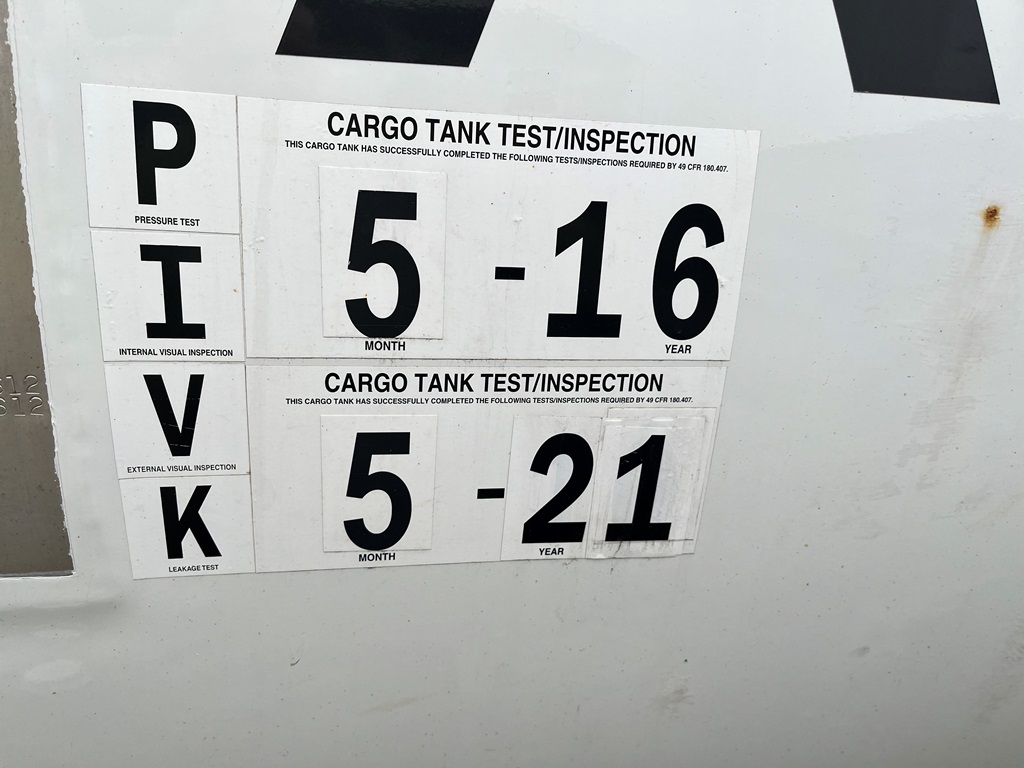 P
PRESSURE TEST
I
INTERNAL VISUAL INSPECTION
CARGO TANK TEST/INSPECTION
THIS CARGO TANK HAS SUCCESSFULLY COMPLETED THE FOLLOWING TESTS/INSPECTIONS REQUIRED BY 49 CFR 180.407.
5 - 16
MONTH YEAR
V
EXTERNAL VISUAL INSPECTION
K
LEAKAGE TEST
CARGO TANK TEST/INSPECTION
THIS CARGO TANK HAS SUCCESSFULLY COMPLETED THE FOLLOWING TESTS/INSPECTIONS REQUIRED BY 49 CFR 180.407.
5 - 21
MONTH YEAR